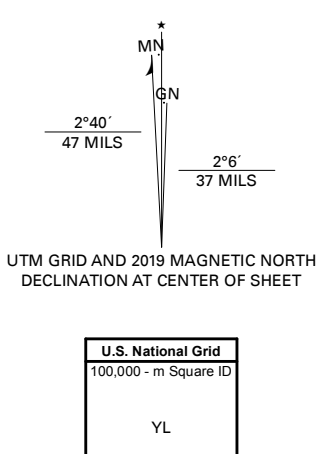 MN
GN
2°40´
47 MILS
2°6´
37 MILS
UTM GRID AND 2019 MAGNETIC NORTH
DECLINATION AT CENTER OF SHEET
U.S. National Grid
100,000 - m Square ID
YL